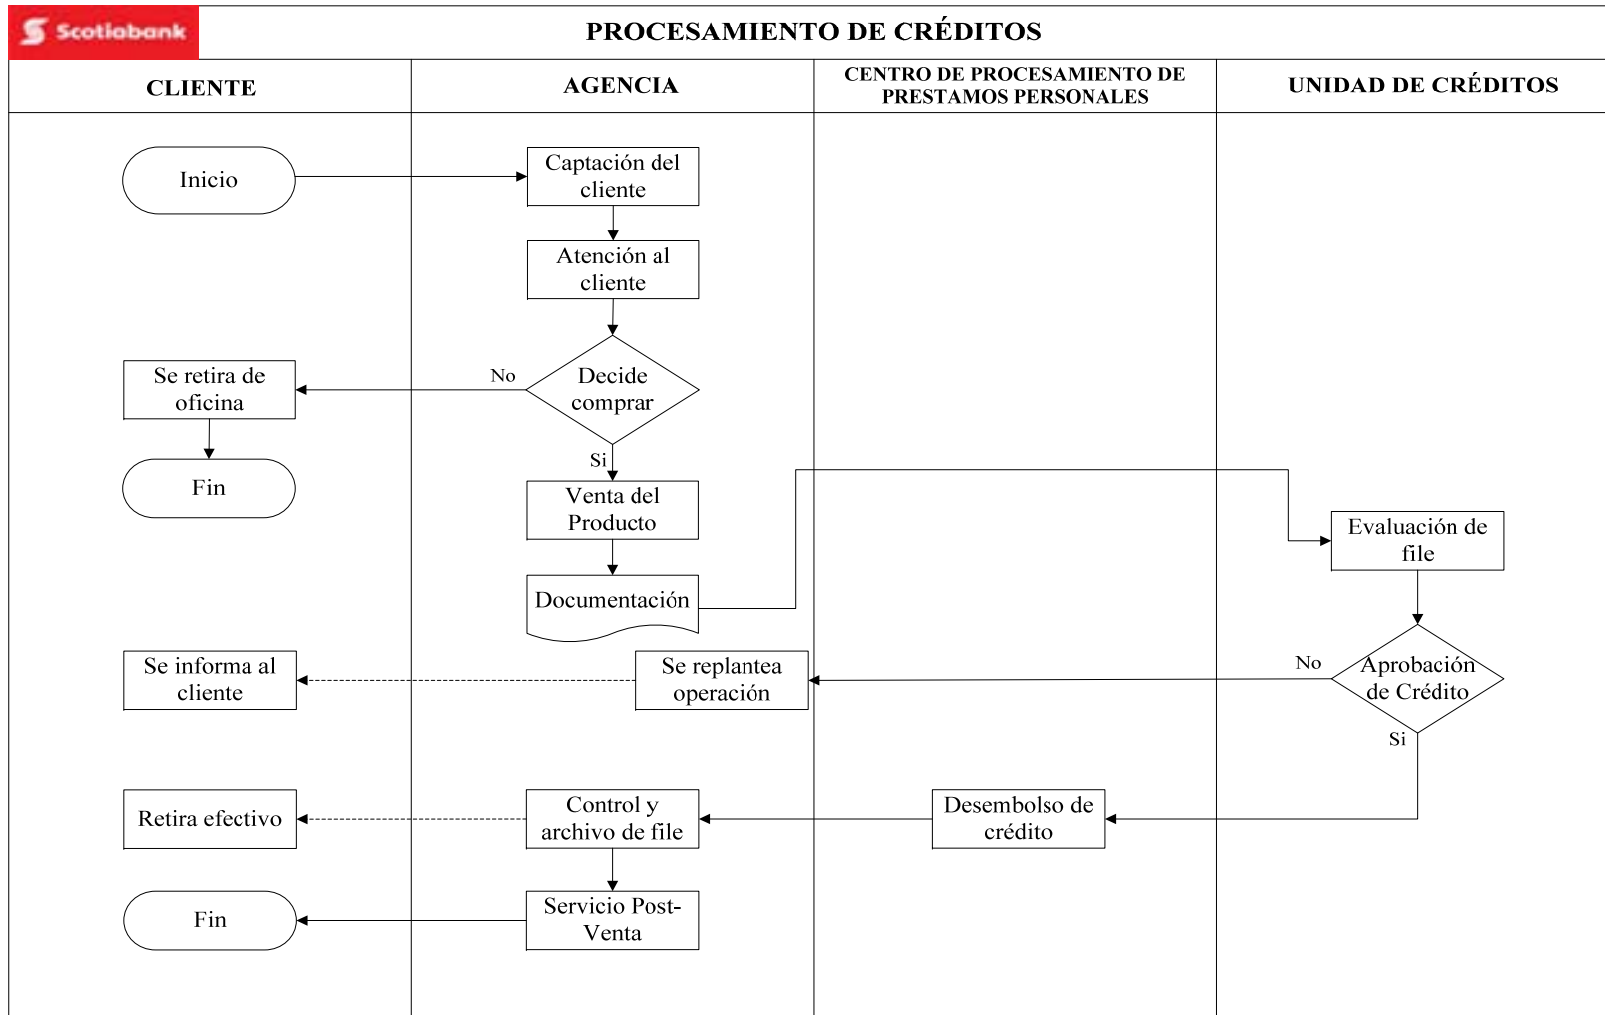 Scotiabank
PROCESAMIENTO DE CRÉDITOS
CLIENTE
AGENCIA
CENTRO DE PROCESAMIENTO DE
PRESTAMOS PERSONALES
UNIDAD DE CRÉDITOS
Inicio
Captación del
cliente
Atención al
cliente
Decide
comprar
No
Se retira de
oficina
Fin
Si
Venta del
Producto
Documentación
Evaluación de
file
Aprobación
de Crédito
No
Se replantea
operación
Se informa al
cliente
Si
Desembolso de
crédito
Control y
archivo de file
Retira efectivo
Servicio Post-
Venta
Fin